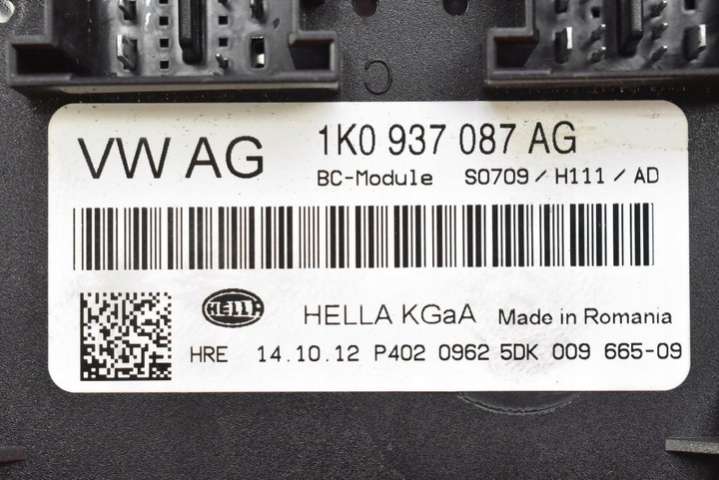 VW AG
1K0 937 087 AG
BC-Module S0709/H111/AD
HELLA
HELLA KGaA Made in Romania
HRE 14.10.12 P402 0962 5DK 009 665-09